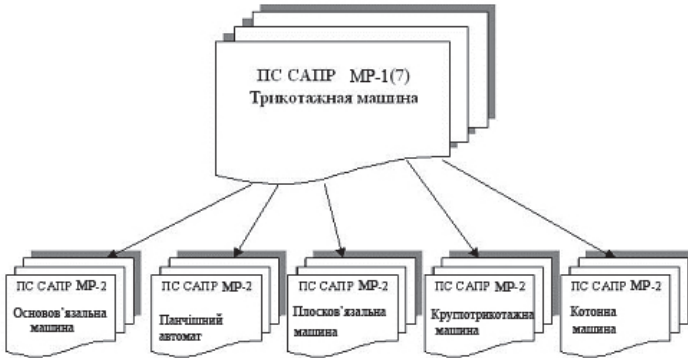 ПС САПР МР-1(7)
Трикотажная машина
ПС САПР МР-2
Основов'язальна
машина
ПС САПР МР-2
Панчішний
автомат
ПС САПР МР-2
Плосков'язальна
машина
ПС САПР МР-2
Круглотрикотажна
машина
ПС САПР МР-2
Котонна
машина